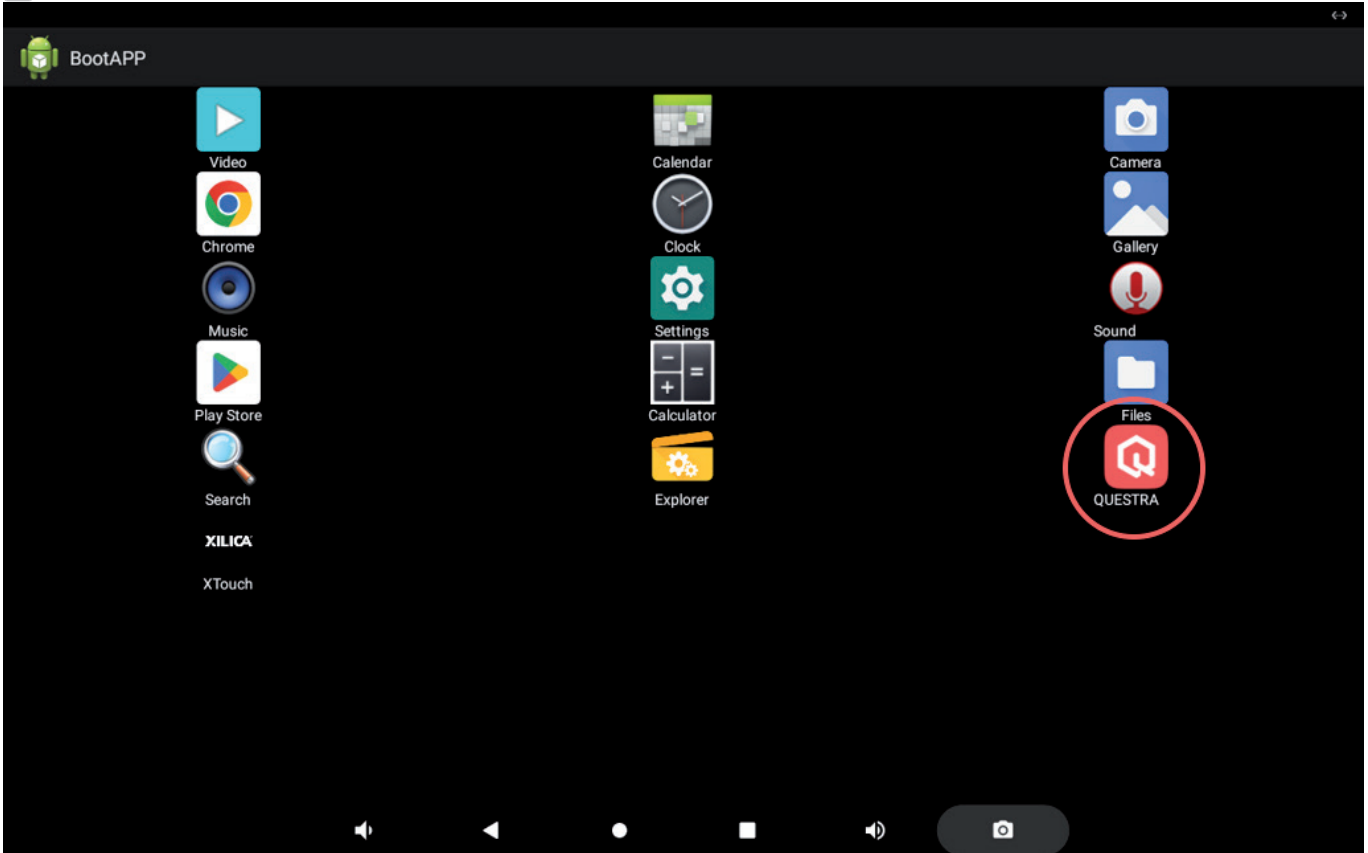 BootAPP
Video
Calendar
Camera
Chrome
Clock
Gallery
Music
Settings
Sound
Play Store
Calculator
Files
Search
Explorer
QUESTRA
XILICA
XTouch